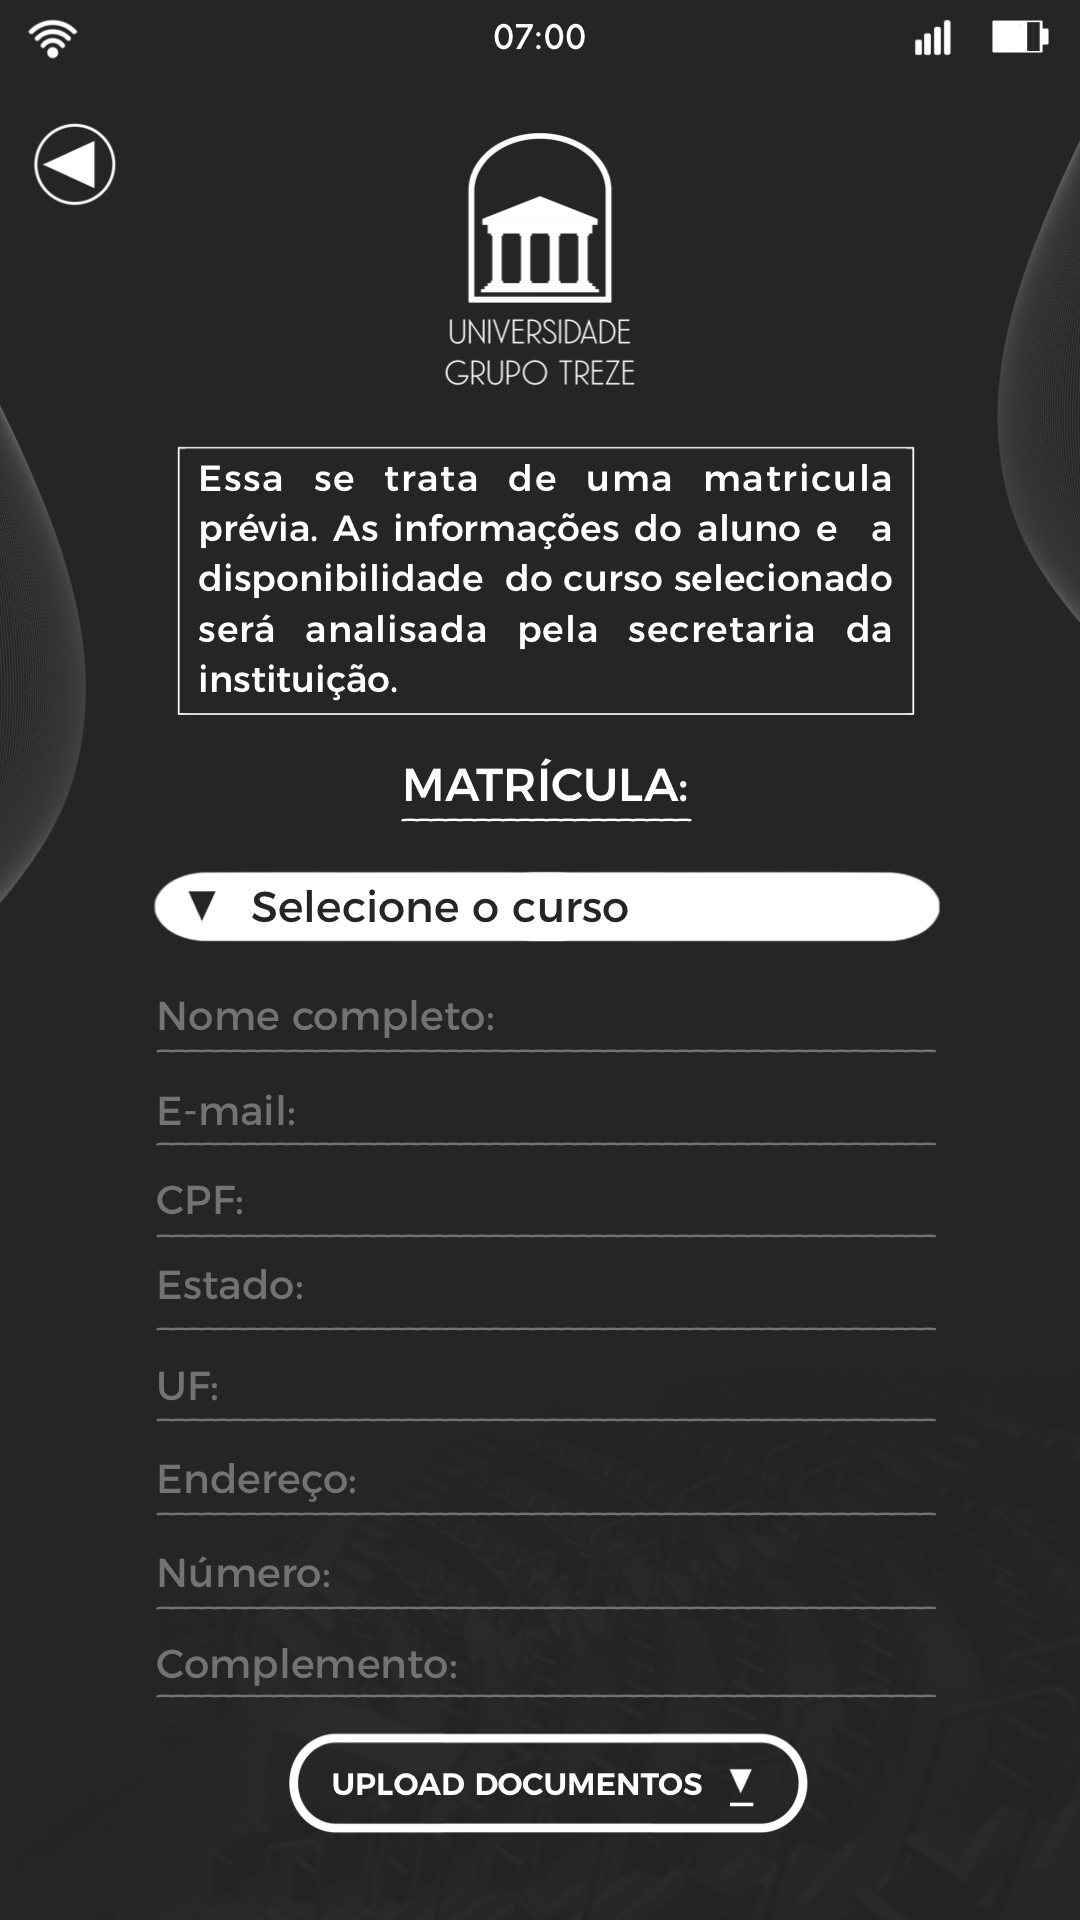 07:00
UNIVERSIDADE
GRUPO TREZE
Essa se trata de uma matricula
prévia. As informações do aluno e a
disponibilidade do curso selecionado
será analisada pela secretaria da
instituição.
MATRÍCULA:
Selecione o curso
Nome completo:
E-mail:
CPF:
Estado:
UF:
Endereço:
Número:
Complemento:
UPLOAD DOCUMENTOS